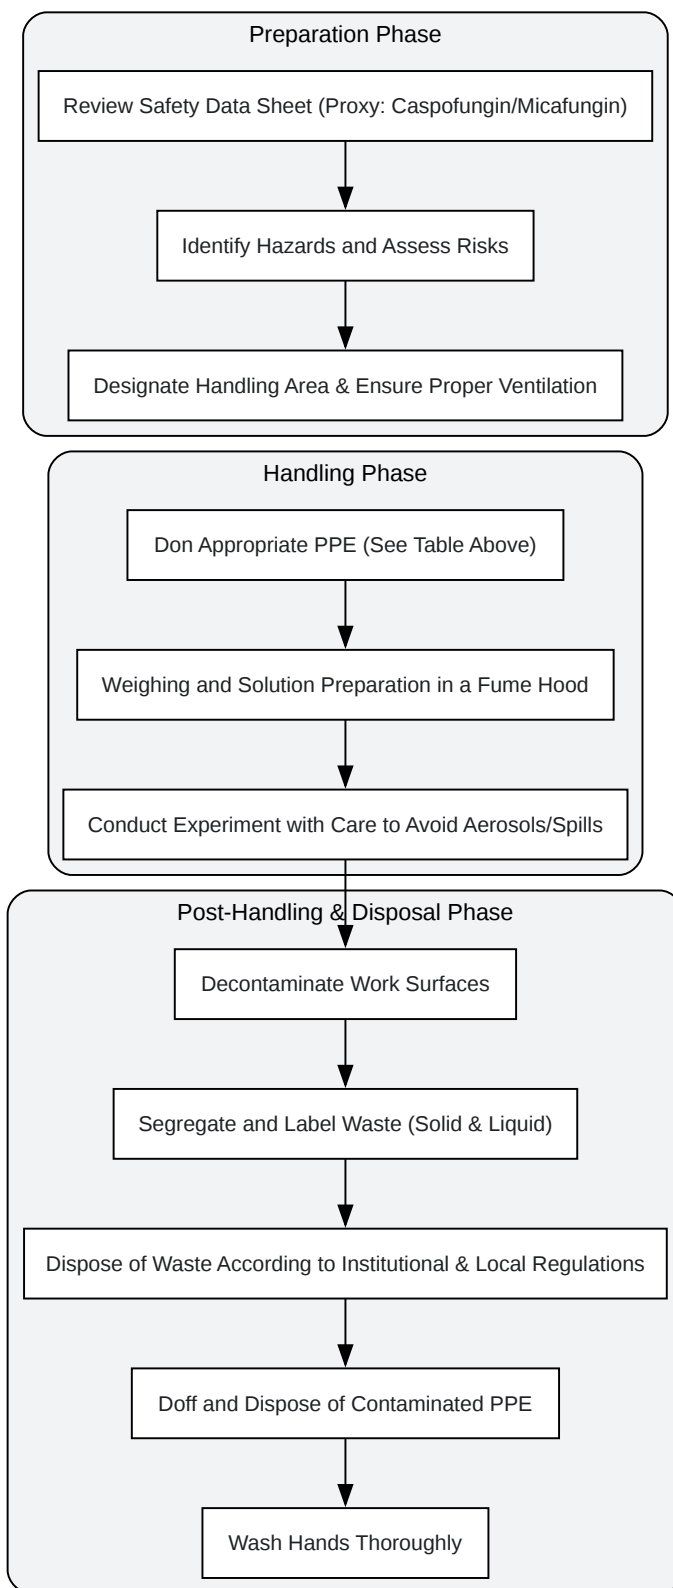 Preparation Phase
Review Safety Data Sheet (Proxy: Caspofungin/Micafungin)
Identify Hazards and Assess Risks
Designate Handling Area & Ensure Proper Ventilation
Handling Phase
Don Appropriate PPE (See Table Above)
Weighing and Solution Preparation in a Fume Hood
Conduct Experiment with Care to Avoid Aerosols/Spills
Post-Handling & Disposal Phase
Decontaminate Work Surfaces
Segregate and Label Waste (Solid & Liquid)
Dispose of Waste According to Institutional & Local Regulations
Doff and Dispose of Contaminated PPE
Wash Hands Thoroughly